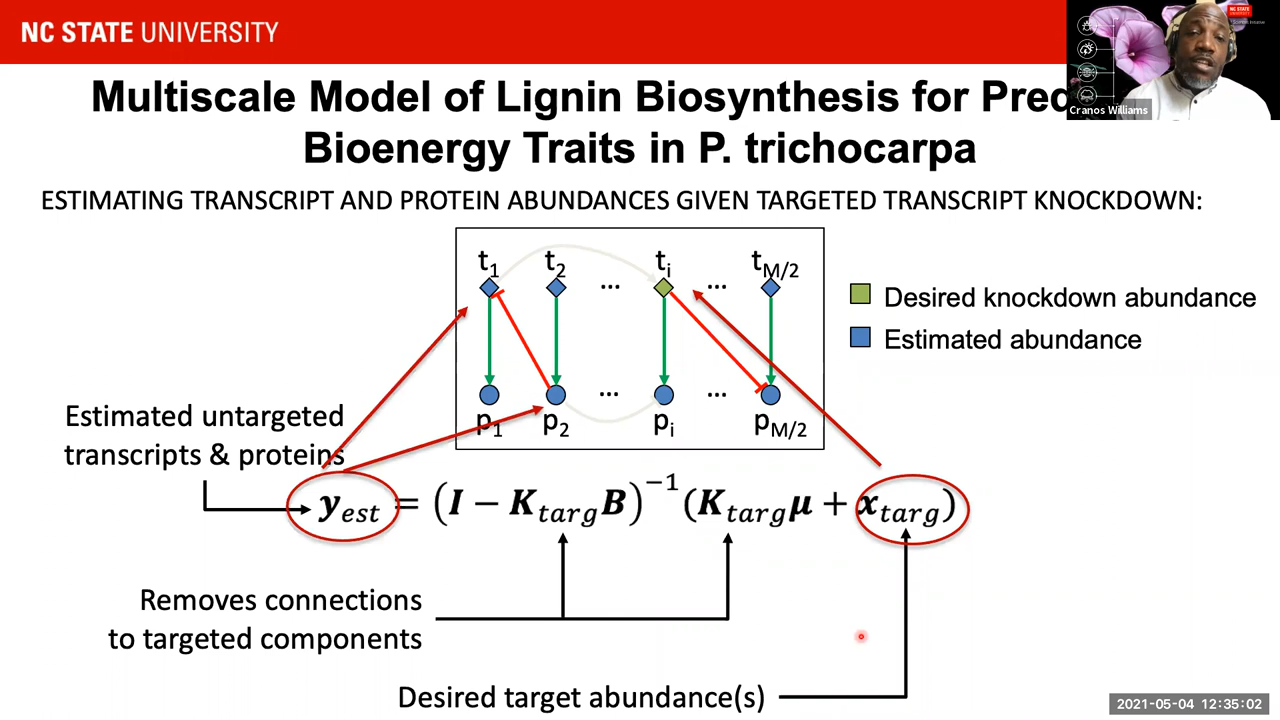 NC STATE UNIVERSITY
NC STATE
Cranos Williams
Multiscale Model of Lignin Biosynthesis for Pred
Bioenergy Traits in P. trichocarpa
ESTIMATING TRANSCRIPT AND PROTEIN ABUNDANCES GIVEN TARGETED TRANSCRIPT KNOCKDOWN:
t1 t2 ... ti ... tM/2
Desired knockdown abundance
Estimated abundance
... ...
p1 p2 pi pM/2
Estimated untargeted
transcripts & proteins
yest = (I − KtargB)−1(Ktargμ + xtarg)
Removes connections
to targeted components
Desired target abundance(s)
2021-05-04 12:35:02